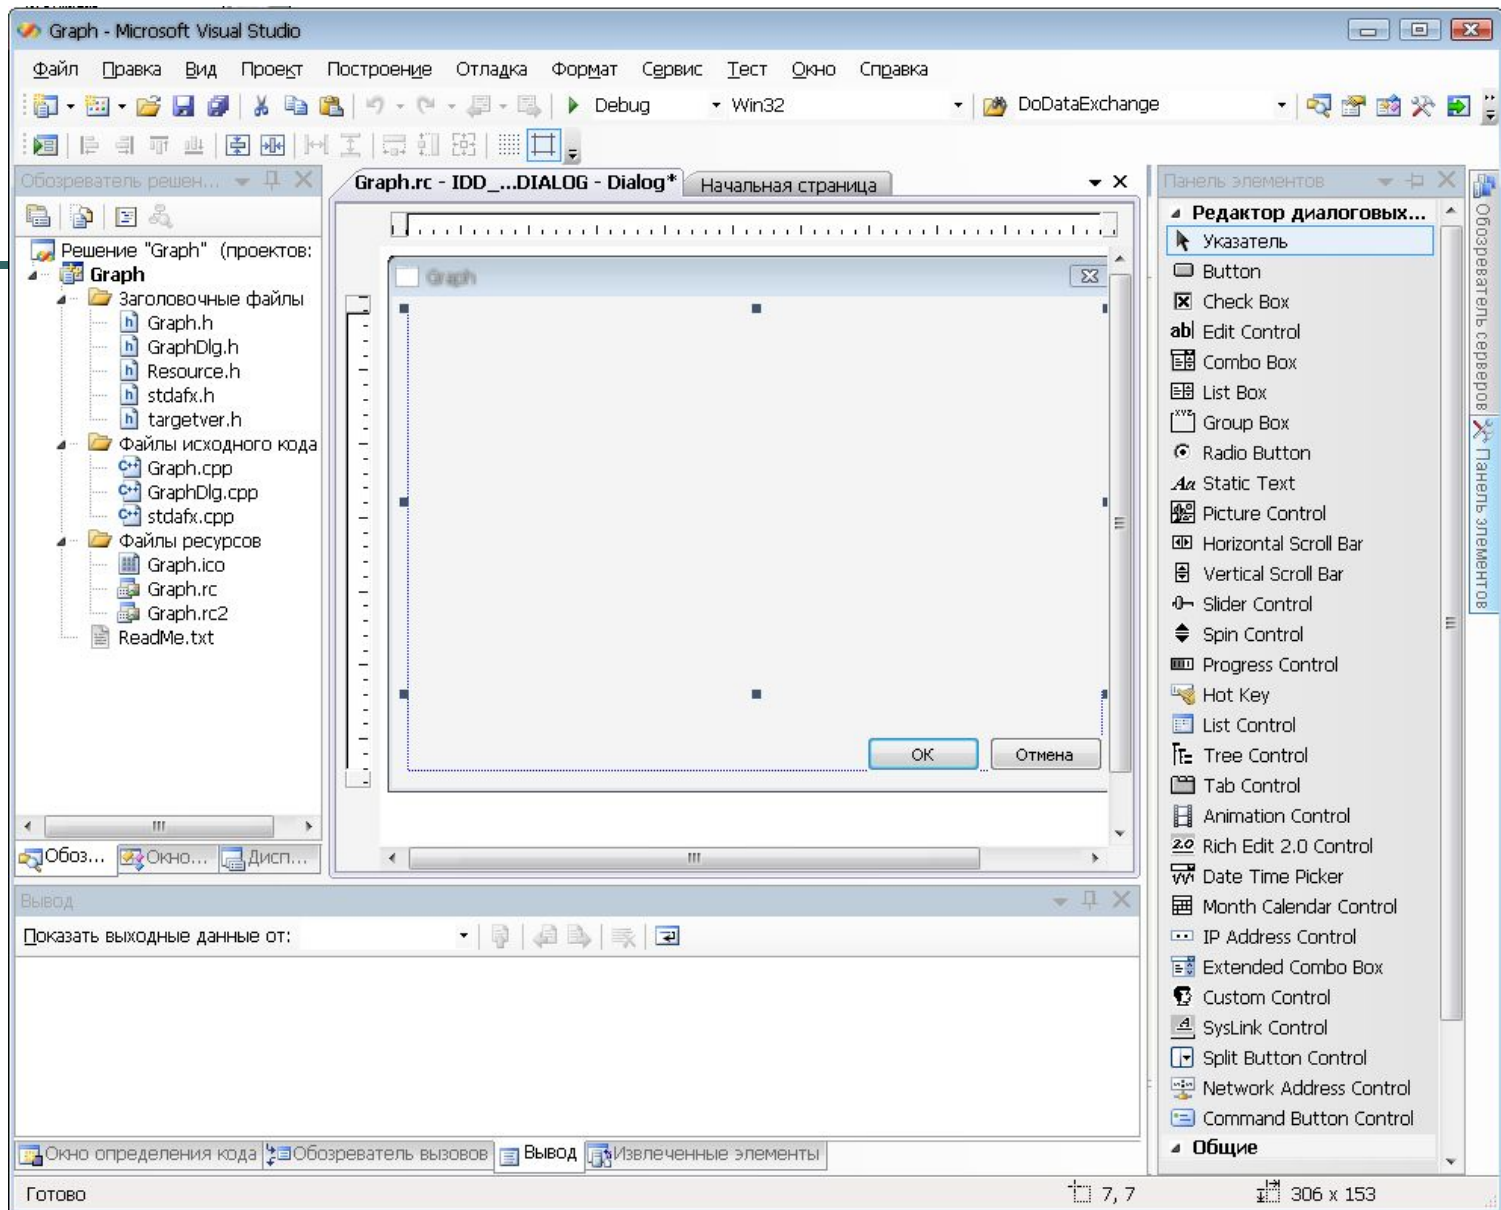 Graph - Microsoft Visual Studio
Файл Правка Вид Проект Построение Отладка Формат Сервис Тест Окно Справка
Debug Win32 DoDataExchange
Обозреватель решен...
Решение "Graph" (проектов:
Graph
Заголовочные файлы
Graph.h
GraphDlg.h
Resource.h
stdafx.h
targetver.h
Файлы исходного кода
Graph.cpp
GraphDlg.cpp
stdafx.cpp
Файлы ресурсов
Graph.ico
Graph.rc
Graph.rc2
ReadMe.txt
Обоз... Окно... Дисп...
Graph.rc - IDD_...DIALOG - Dialog* Начальная страница
Graph
ОК Отмена
Панель элементов
Редактор диалоговых...
Указатель
Button
Check Box
ab| Edit Control
Combo Box
List Box
Group Box
Radio Button
Aa Static Text
Picture Control
Horizontal Scroll Bar
Vertical Scroll Bar
Slider Control
Spin Control
Progress Control
Hot Key
List Control
Tree Control
Tab Control
Animation Control
2.0 Rich Edit 2.0 Control
Date Time Picker
Month Calendar Control
IP Address Control
Extended Combo Box
Custom Control
SysLink Control
Split Button Control
Network Address Control
Command Button Control
Общие
Обозреватель серверов
Панель элементов
Вывод
Показать выходные данные от:
Окно определения кода Обозреватель вызовов Вывод Извлеченные элементы
Готово 7, 7 306 x 153